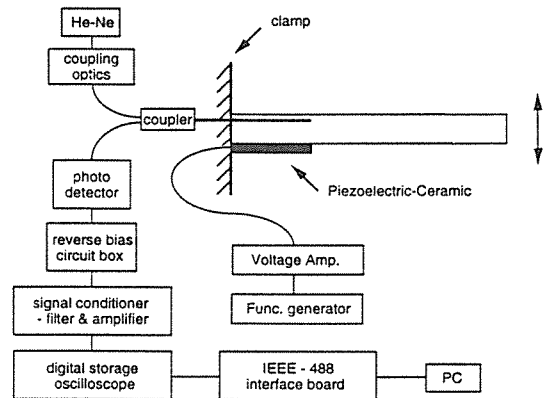 He-Ne
clamp
coupling
optics
coupler
photo
detector
Piezoelectric-Ceramic
reverse bias
circuit box
Voltage Amp.
signal conditioner
- filter & amplifier
Func. generator
digital storage
oscilloscope
IEEE - 488
interface board
PC